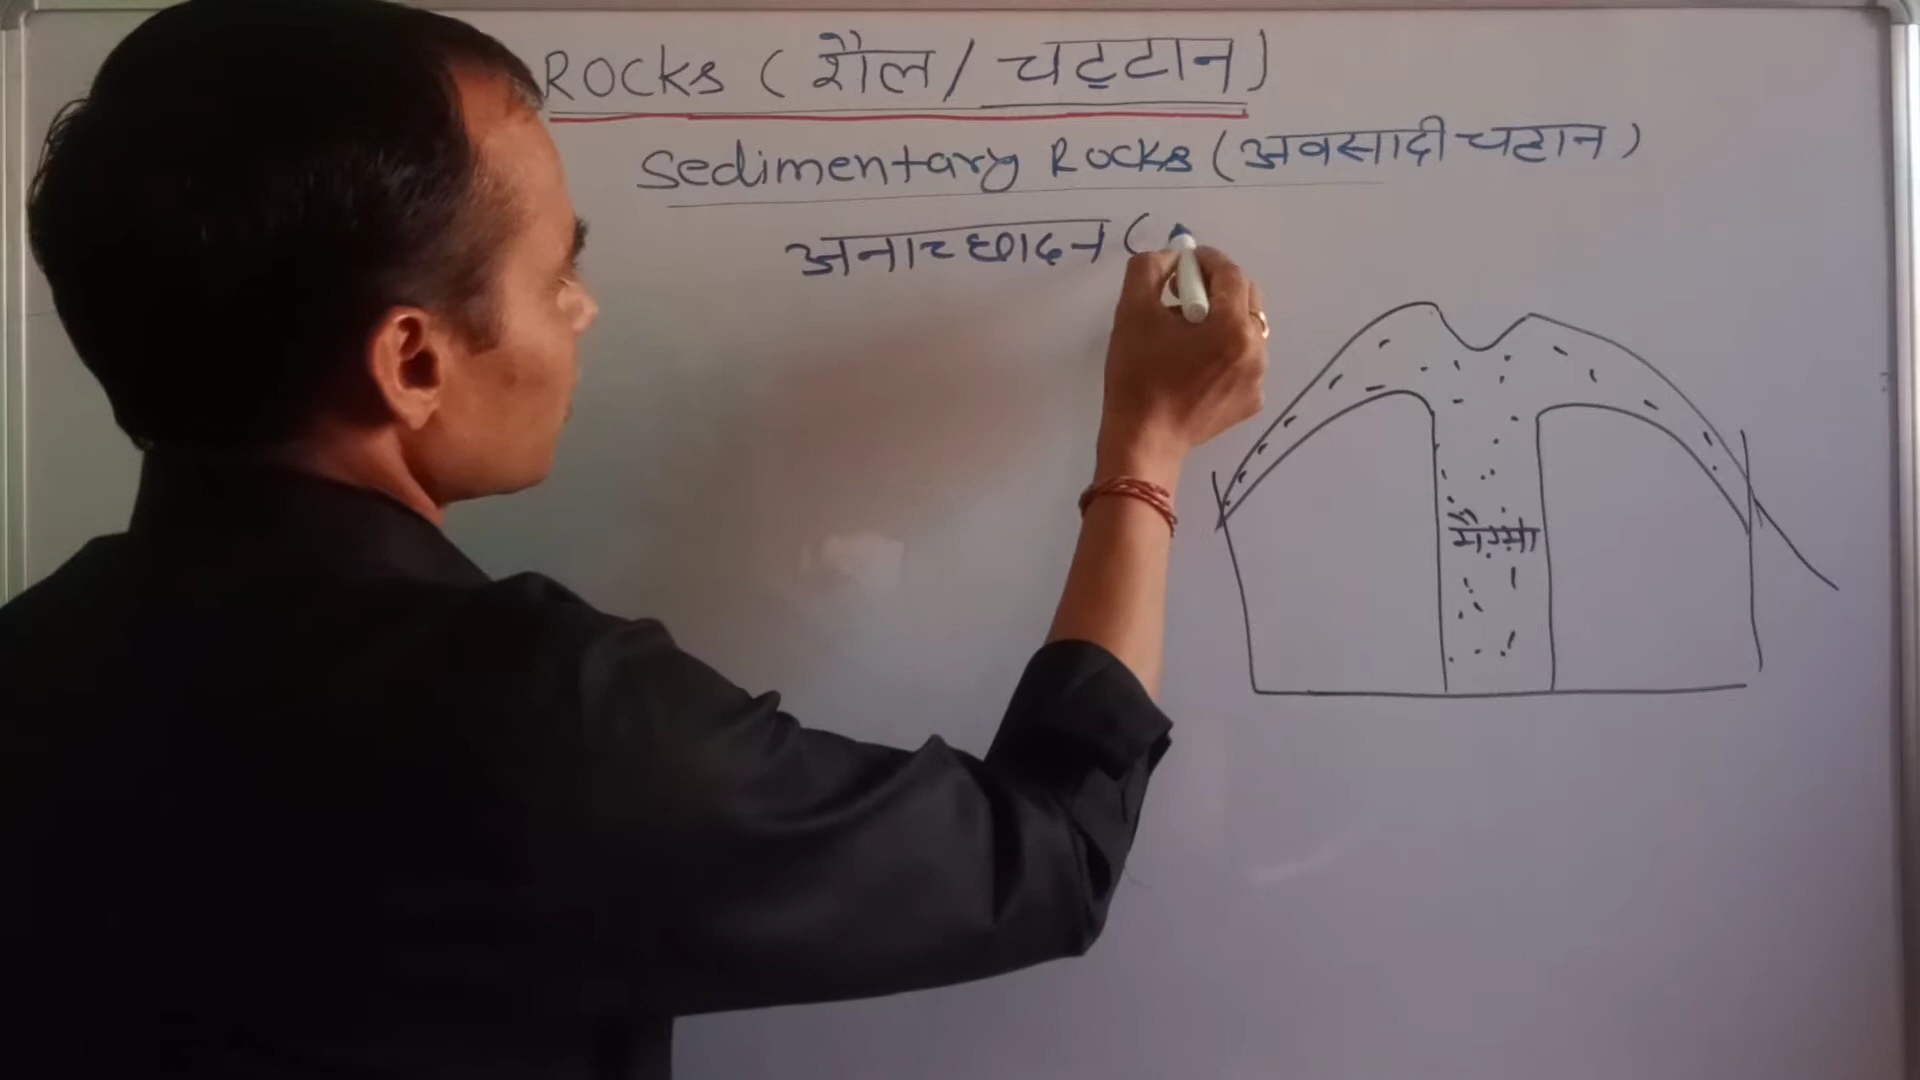 ROCKS ( शैल / चट्टान )
Sedimentary Rocks ( अवसादी चट्टान )
अनाच्छादन (
मैग्मा